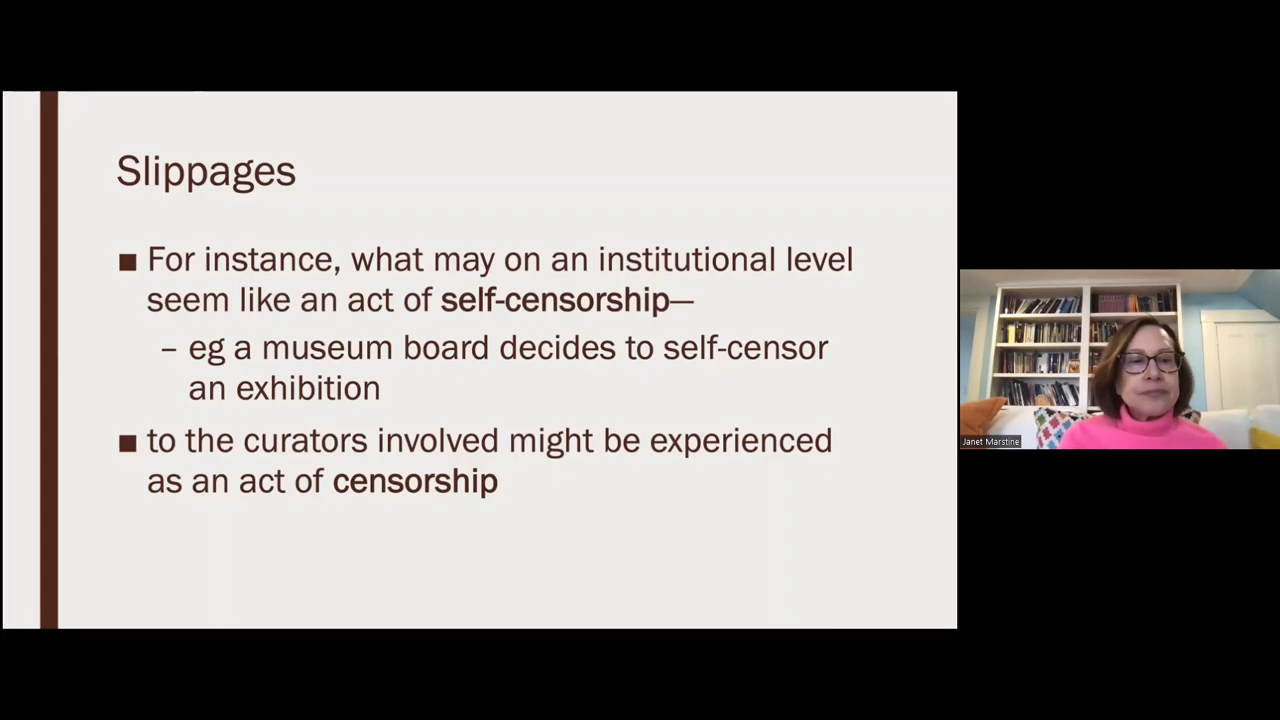 Slippages
■ For instance, what may on an institutional level
seem like an act of self-censorship—
– eg a museum board decides to self-censor
an exhibition
■ to the curators involved might be experienced
as an act of censorship
Janet Marstine